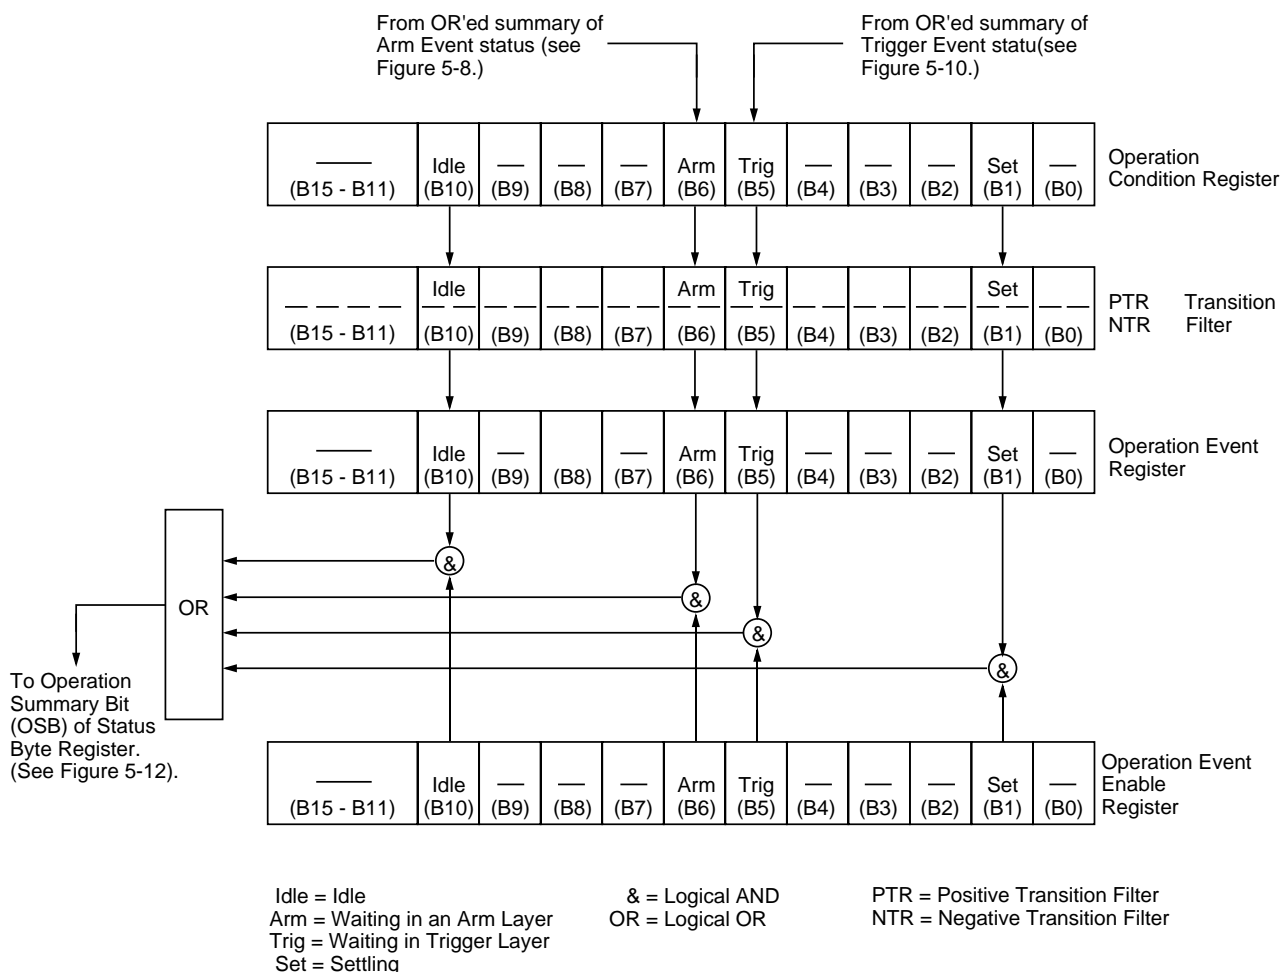 From OR'ed summary of
Arm Event status (see
Figure 5-8.)
From OR'ed summary of
Trigger Event statu(see
Figure 5-10.)
Idle Arm Trig Set
(B15 - B11) (B10) (B9) (B8) (B7) (B6) (B5) (B4) (B3) (B2) (B1) (B0)
Operation
Condition Register
Idle Arm Trig Set
(B15 - B11) (B10) (B9) (B8) (B7) (B6) (B5) (B4) (B3) (B2) (B1) (B0)
PTR Transition
NTR Filter
Idle Arm Trig Set
(B15 - B11) (B10) (B9) (B8) (B7) (B6) (B5) (B4) (B3) (B2) (B1) (B0)
Operation Event
Register
&
&
OR
&
&
To Operation
Summary Bit
(OSB) of Status
Byte Register.
(See Figure 5-12).
Idle Arm Trig Set
(B15 - B11) (B10) (B9) (B8) (B7) (B6) (B5) (B4) (B3) (B2) (B1) (B0)
Operation Event
Enable
Register
Idle = Idle
Arm = Waiting in an Arm Layer
Trig = Waiting in Trigger Layer
Set = Settling
& = Logical AND
OR = Logical OR
PTR = Positive Transition Filter
NTR = Negative Transition Filter